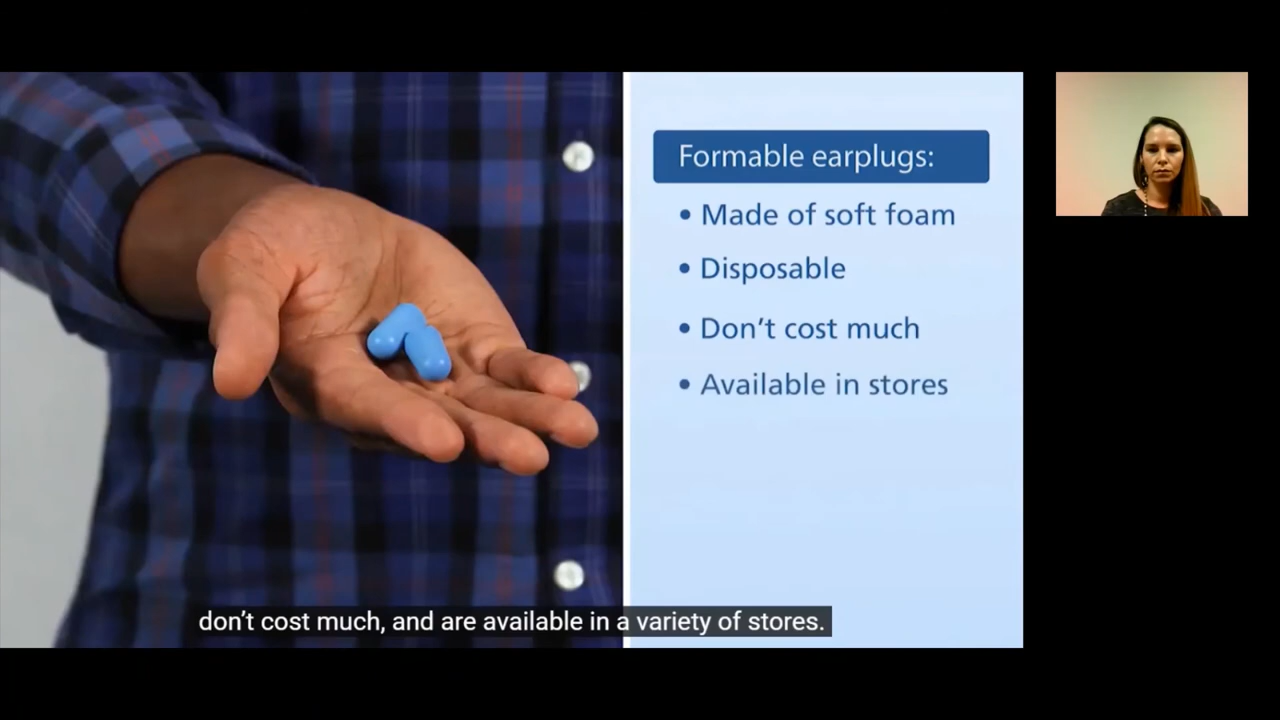 Formable earplugs:
• Made of soft foam
• Disposable
• Don't cost much
• Available in stores
don't cost much, and are available in a variety of stores.